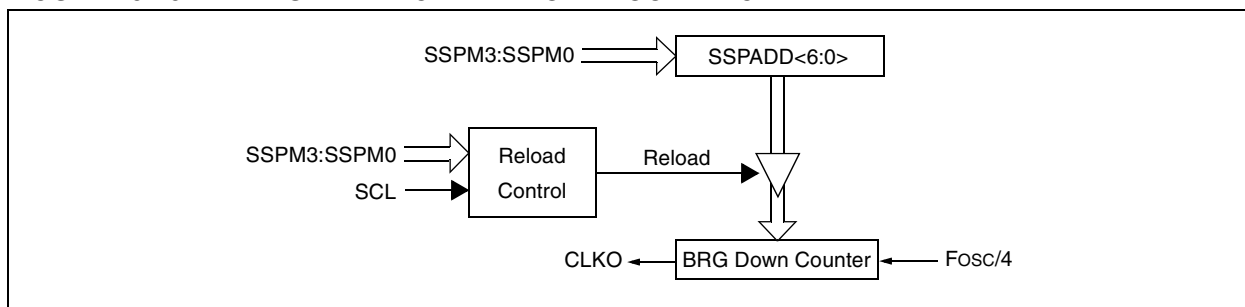 SSPM3:SSPM0
SSPADD<6:0>
SSPM3:SSPM0
SCL
Reload
Control
Reload
CLKO
BRG Down Counter
FOSC/4